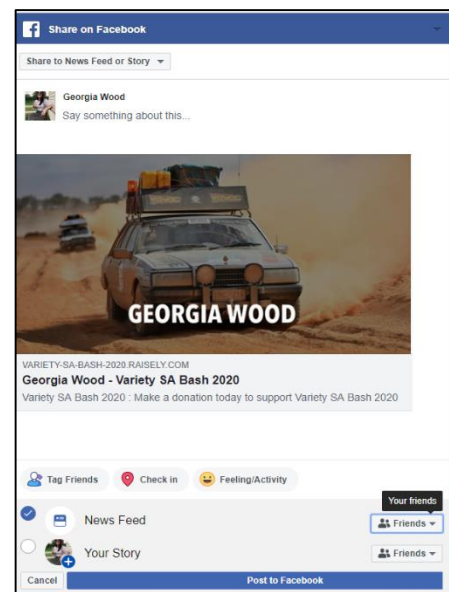 Share on Facebook
Share to News Feed or Story
Georgia Wood
Say something about this...
GEORGIA WOOD
VARIETY-SA-BASH-2020.RAISELY.COM
Georgia Wood - Variety SA Bash 2020
Variety SA Bash 2020 : Make a donation today to support Variety SA Bash 2020
Tag Friends Check in Feeling/Activity
Your friends
News Feed Friends
Your Story Friends
Cancel Post to Facebook